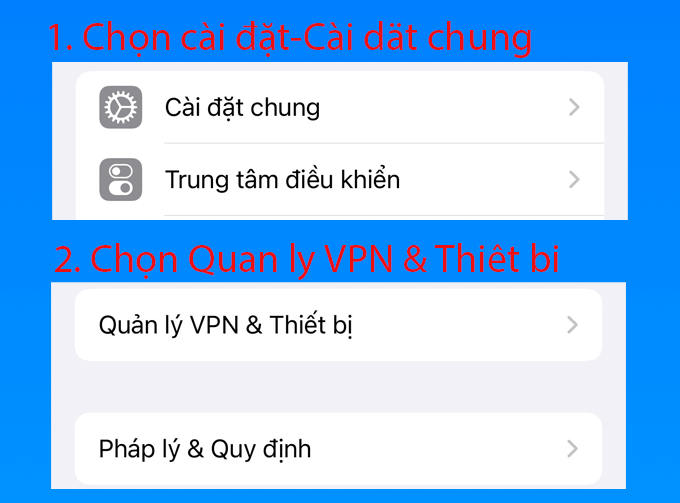 1. Chọn cài đặt-Cài dät chung
Cài đặt chung
Trung tâm điều khiển
2. Chọn Quan ly VPN & Thiêt bi
Quản lý VPN & Thiết bị
Pháp lý & Quy định